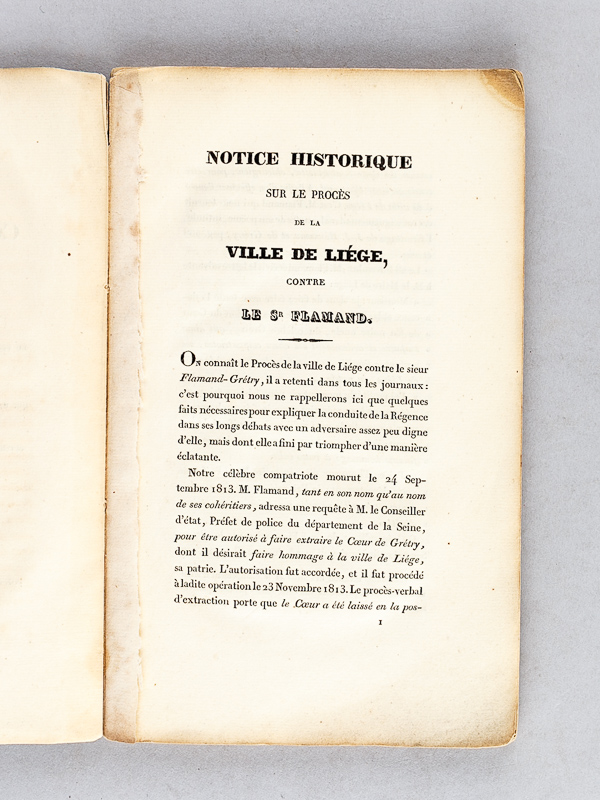 NOTICE HISTORIQUE
SUR LE PROCÈS
DE LA
VILLE DE LIÉGE,
CONTRE
LE SR FLAMAND.
On connaît le Procès de la ville de Liége contre le sieur
Flamand-Grétry, il a retenti dans tous les journaux :
c'est pourquoi nous ne rappellerons ici que quelques
faits nécessaires pour expliquer la conduite de la Régence
dans ses longs débats avec un adversaire assez peu digne
d'elle, mais dont elle a fini par triompher d'une manière
éclatante.
Notre célèbre compatriote mourut le 24 Sep-
tembre 1813. M. Flamand, tant en son nom qu'au nom
de ses cohéritiers, adressa une requête à M. le Conseiller
d'état, Préfet de police du département de la Seine,
pour être autorisé à faire extraire le Cœur de Grétry,
dont il désirait faire hommage à la ville de Liége,
sa patrie. L'autorisation fut accordée, et il fut procédé
à ladite opération le 23 Novembre 1813. Le procès-verbal
d'extraction porte que le Cœur a été laissé en la pos-
1